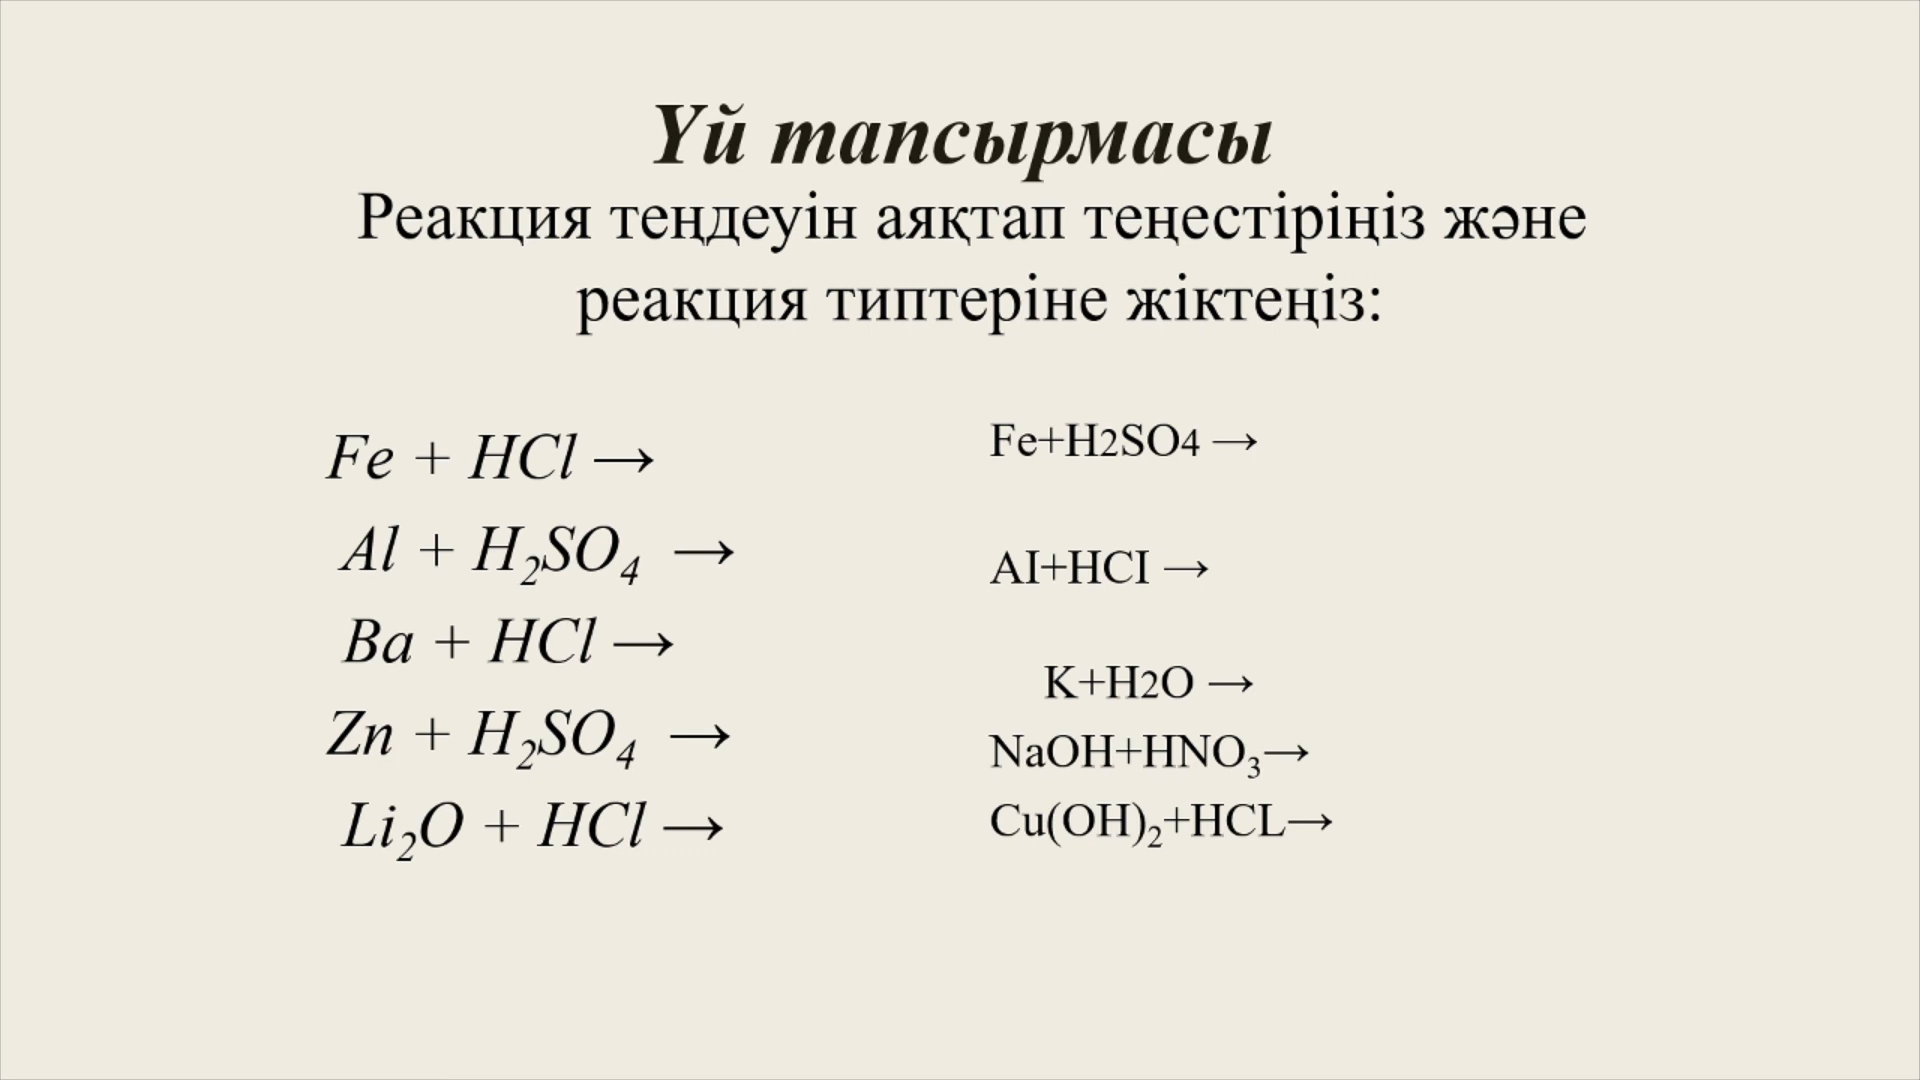 Үй тапсырмасы
Реакция теңдеуін аяқтап теңестіріңіз және
реакция типтеріне жіктеңіз:
Fe + HCl →
Al + H₂SO₄ →
Ba + HCl →
Zn + H₂SO₄ →
Li₂O + HCl →
Fe+H2SO4 →
AI+HCI →
K+H2O →
NaOH+HNO₃→
Cu(OH)₂+HCL→